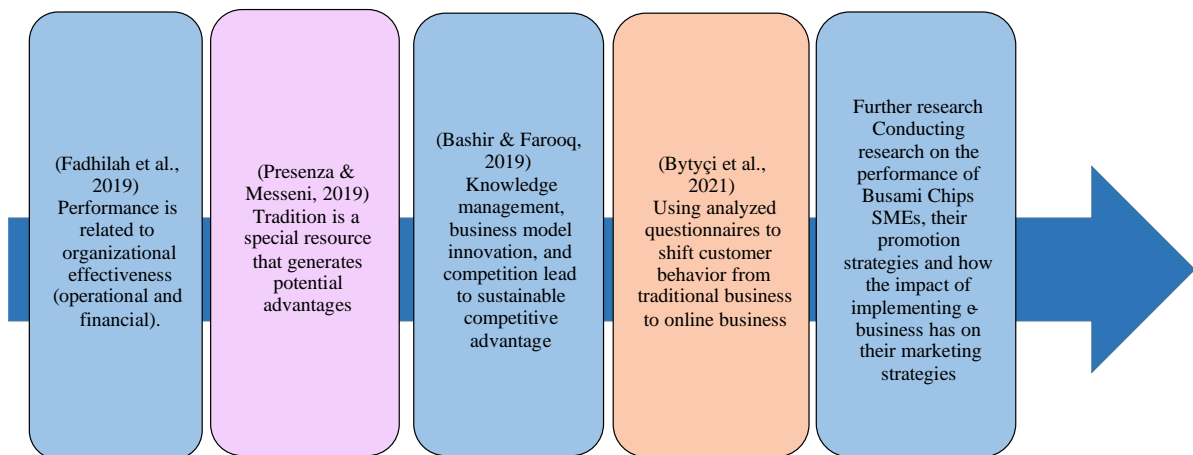 (Fadhilah et al.,
2019)
Performance is
related to
organizational
effectiveness
(operational and
financial).
(Presenza &
Messeni, 2019)
Tradition is a
special resource
that generates
potential
advantages
(Bashir & Farooq,
2019)
Knowledge
management,
business model
innovation, and
competition lead
to sustainable
competitive
advantage
(Bytyçi et al.,
2021)
Using analyzed
questionnaires to
shift customer
behavior from
traditional business
to online business
Further research
Conducting
research on the
performance of
Busami Chips
SMEs, their
promotion
strategies and how
the impact of
implementing e-
business has on
their marketing
strategies